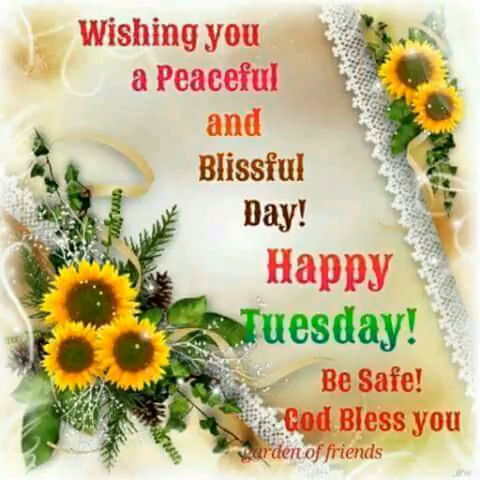 Wishing you
a Peaceful
and
Blissful
Day!
Happy
Tuesday!
Be Safe!
God Bless you
garden of friends